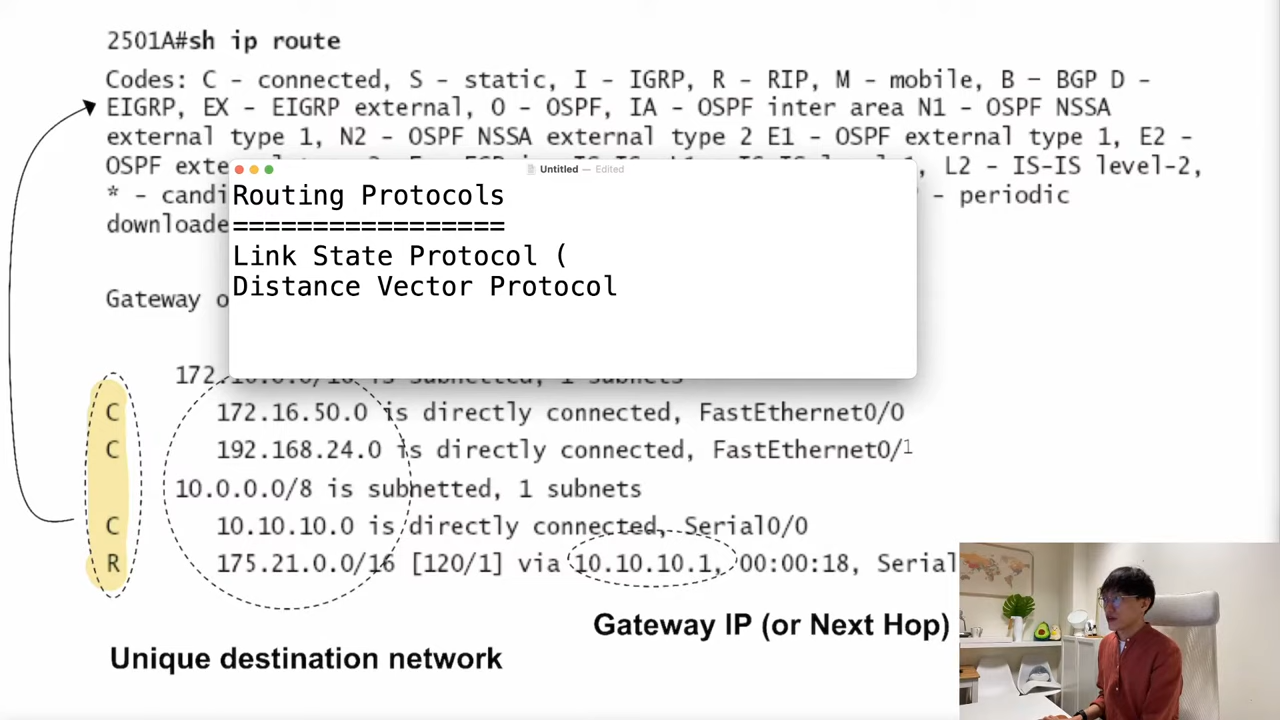 2501A#sh ip route
Codes: C - connected, S - static, I - IGRP, R - RIP, M - mobile, B - BGP D -
EIGRP, EX - EIGRP external, O - OSPF, IA - OSPF inter area N1 - OSPF NSSA
external type 1, N2 - OSPF NSSA external type 2 E1 - OSPF external type 1, E2 -
OSPF L2 - IS-IS level-2,
* - - periodic
Untitled — Edited
Routing Protocols
=================
Link State Protocol (
Distance Vector Protocol
Gateway
C 172.16.50.0 is directly connected, FastEthernet0/0
C 192.168.24.0 is directly connected, FastEthernet0/1
10.0.0.0/8 is subnetted, 1 subnets
C 10.10.10.0 is directly connected, Serial0/0
R 175.21.0.0/16 [120/1] via 10.10.10.1, 00:00:18, Serial
Gateway IP (or Next Hop)
Unique destination network